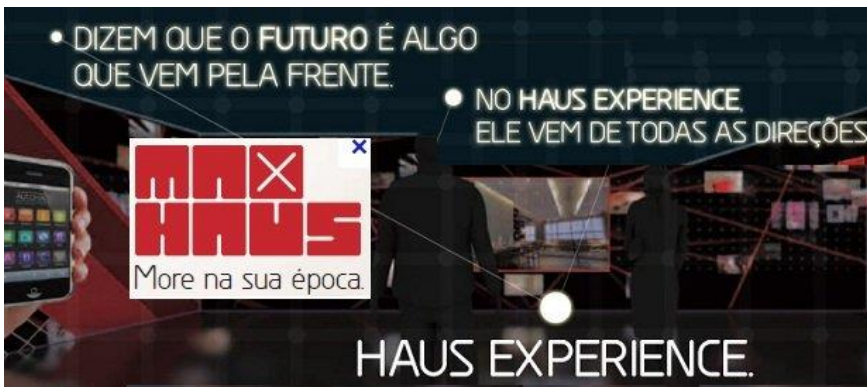 DIZEM QUE O FUTURO É ALGO
QUE VEM PELA FRENTE.
NO HAUS EXPERIENCE,
ELE VEM DE TODAS AS DIREÇÕES
MAX
HAUS
More na sua época.
HAUS EXPERIENCE.